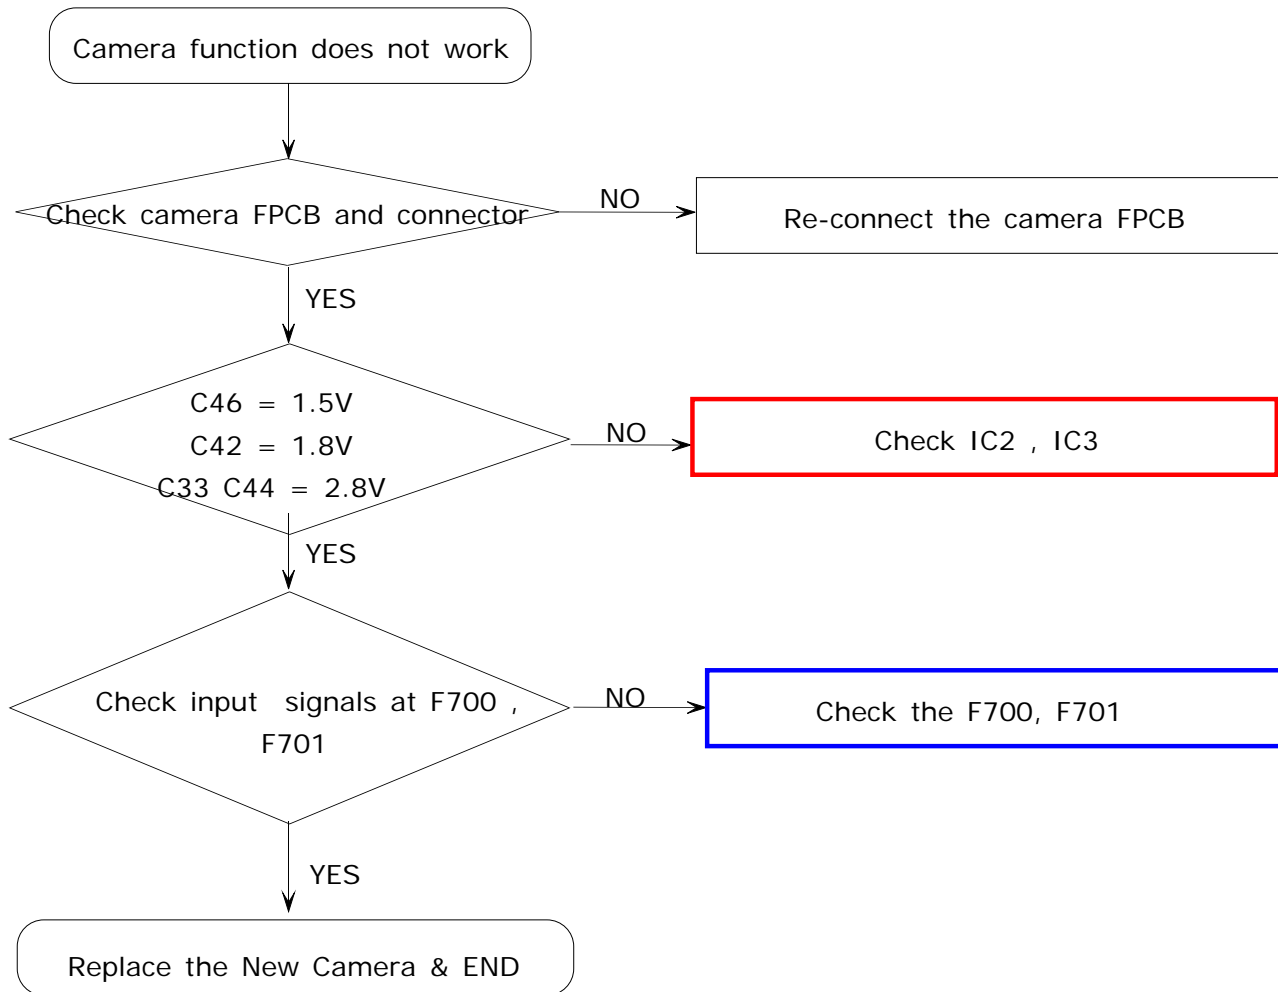 Camera function does not work
Check camera FPCB and connector
NO
Re-connect the camera FPCB
YES
C46 = 1.5V
C42 = 1.8V
C33 C44 = 2.8V
NO
Check IC2 , IC3
YES
Check input signals at F700 ,
F701
NO
Check the F700, F701
YES
Replace the New Camera & END